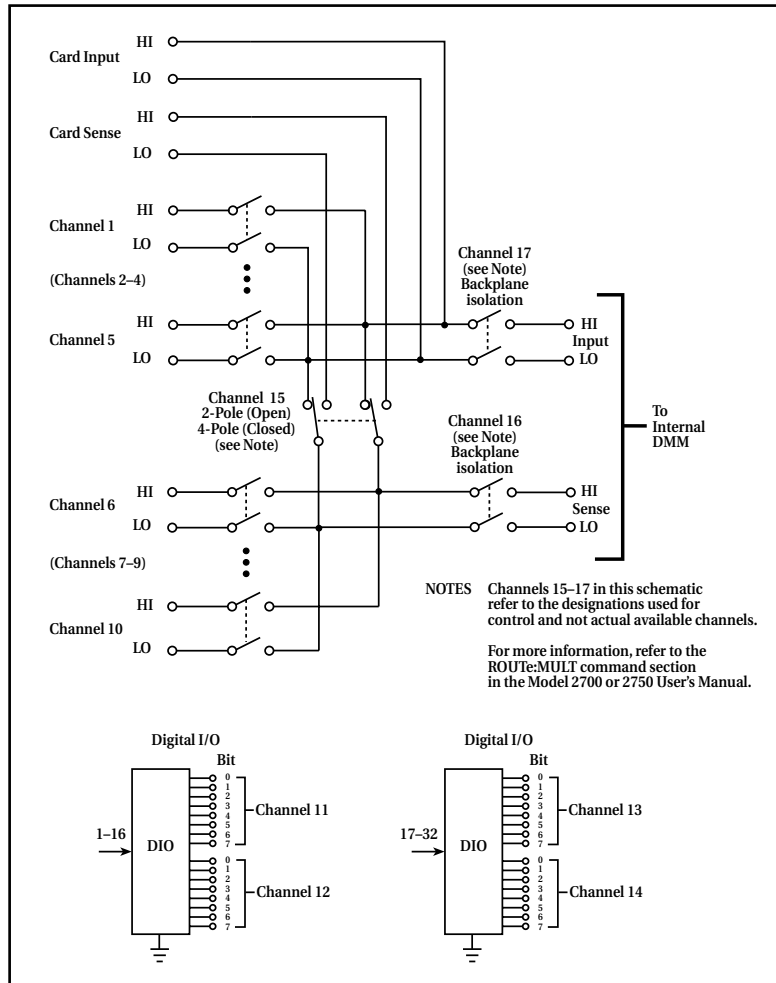 Card Input
HI
LO
Card Sense
HI
LO
Channel 1
HI
LO
(Channels 2–4)
Channel 5
HI
LO
Channel 17
(see Note)
Backplane
isolation
HI
Input
LO
Channel 15
2-Pole (Open)
4-Pole (Closed)
(see Note)
Channel 16
(see Note)
Backplane
isolation
To
Internal
DMM
Channel 6
HI
LO
HI
Sense
LO
(Channels 7–9)
Channel 10
HI
LO
NOTES Channels 15–17 in this schematic
refer to the designations used for
control and not actual available channels.
For more information, refer to the
ROUTe:MULT command section
in the Model 2700 or 2750 User's Manual.
Digital I/O
Bit
1–16
DIO
0
1
2
3
4
5
6
7
Channel 11
0
1
2
3
4
5
6
7
Channel 12
Digital I/O
Bit
17–32
DIO
0
1
2
3
4
5
6
7
Channel 13
0
1
2
3
4
5
6
7
Channel 14